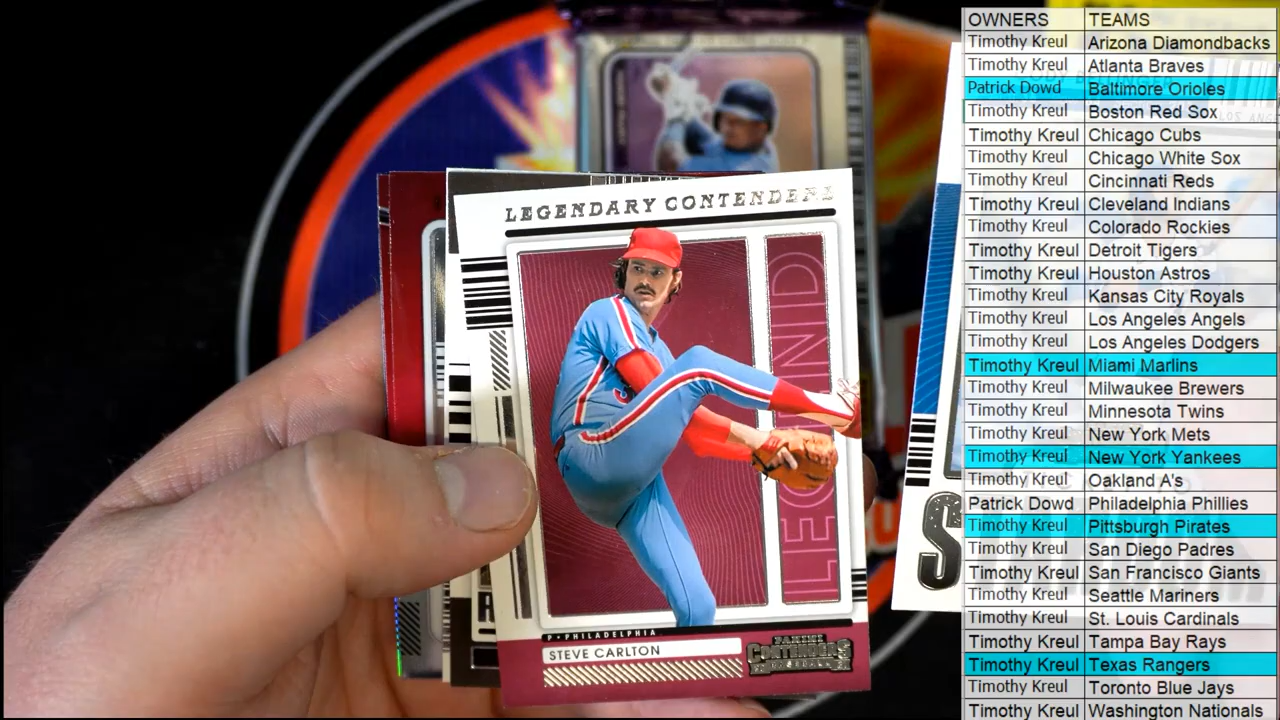 LEGENDARY CONTENDERS
LEGEND
P • PHILADELPHIA
STEVE CARLTON
PANINI
CONTENDERS
BASEBALL
OWNERS TEAMS
Timothy Kreul Arizona Diamondbacks
Timothy Kreul Atlanta Braves
Patrick Dowd Baltimore Orioles
Timothy Kreul Boston Red Sox
Timothy Kreul Chicago Cubs
Timothy Kreul Chicago White Sox
Timothy Kreul Cincinnati Reds
Timothy Kreul Cleveland Indians
Timothy Kreul Colorado Rockies
Timothy Kreul Detroit Tigers
Timothy Kreul Houston Astros
Timothy Kreul Kansas City Royals
Timothy Kreul Los Angeles Angels
Timothy Kreul Los Angeles Dodgers
Timothy Kreul Miami Marlins
Timothy Kreul Milwaukee Brewers
Timothy Kreul Minnesota Twins
Timothy Kreul New York Mets
Timothy Kreul New York Yankees
Timothy Kreul Oakland A's
Patrick Dowd Philadelphia Phillies
Timothy Kreul Pittsburgh Pirates
Timothy Kreul San Diego Padres
Timothy Kreul San Francisco Giants
Timothy Kreul Seattle Mariners
Timothy Kreul St. Louis Cardinals
Timothy Kreul Tampa Bay Rays
Timothy Kreul Texas Rangers
Timothy Kreul Toronto Blue Jays
Timothy Kreul Washington Nationals